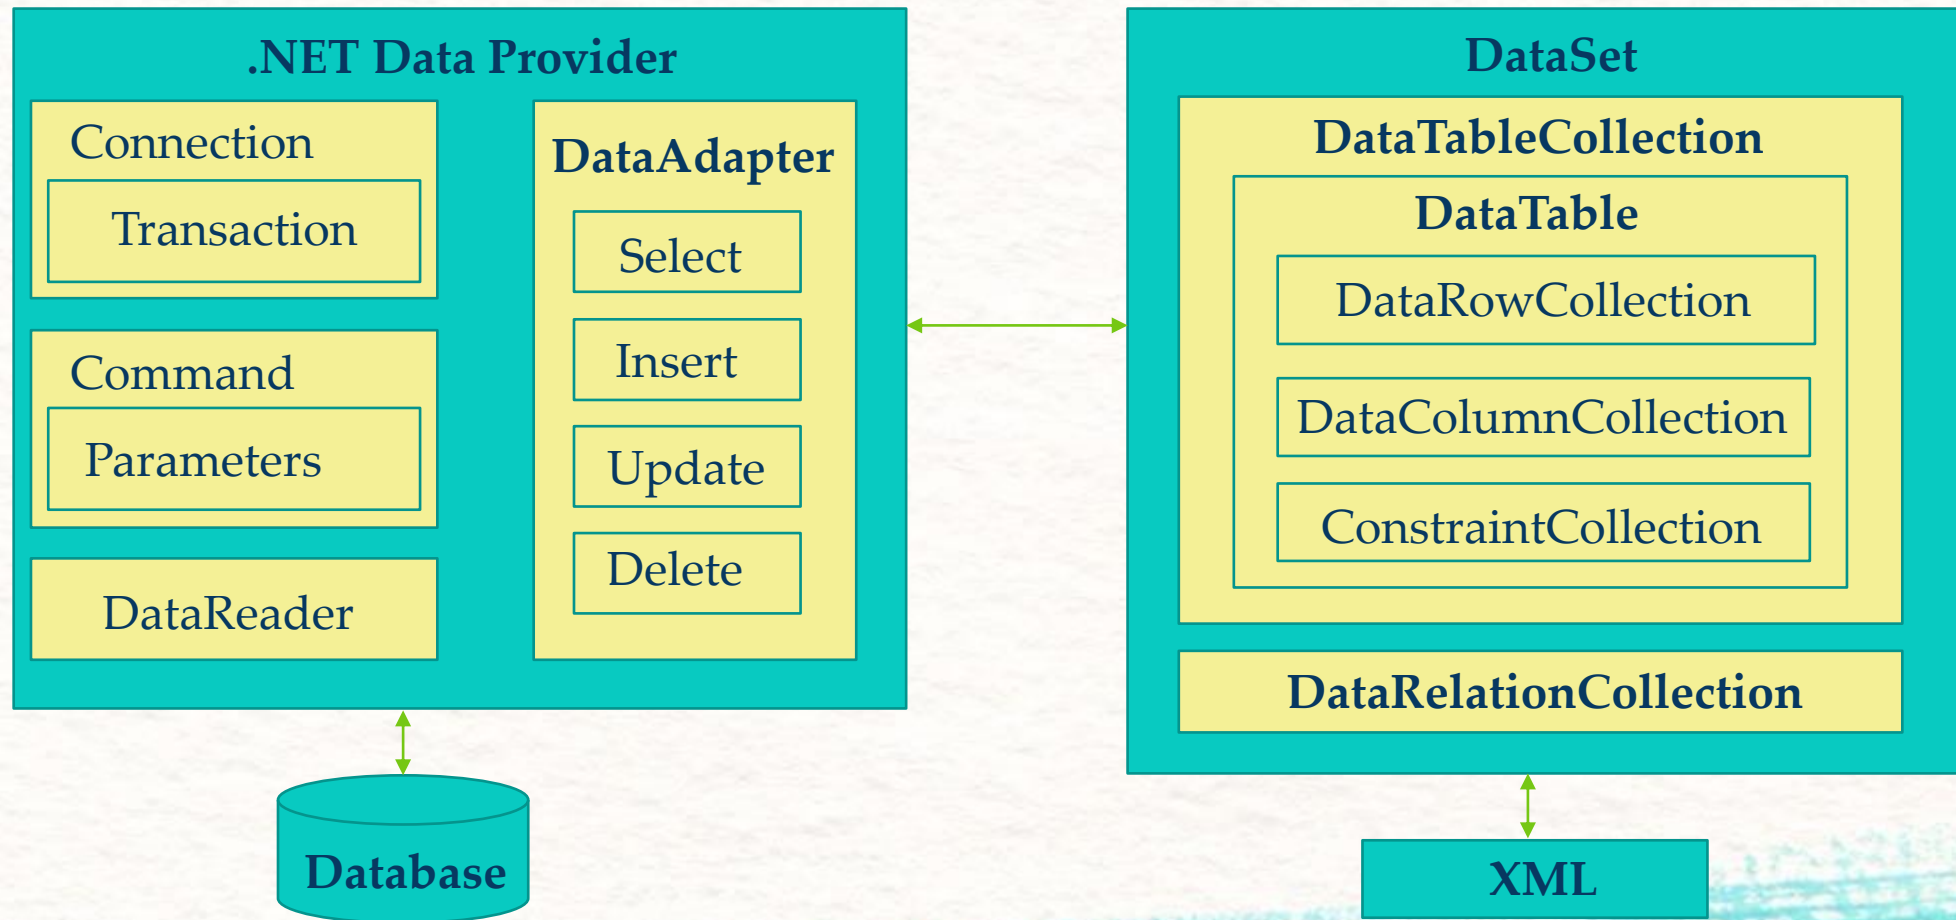 .NET Data Provider
Connection
Transaction
Command
Parameters
DataReader
DataAdapter
Select
Insert
Update
Delete
Database
DataSet
DataTableCollection
DataTable
DataRowCollection
DataColumnCollection
ConstraintCollection
DataRelationCollection
XML